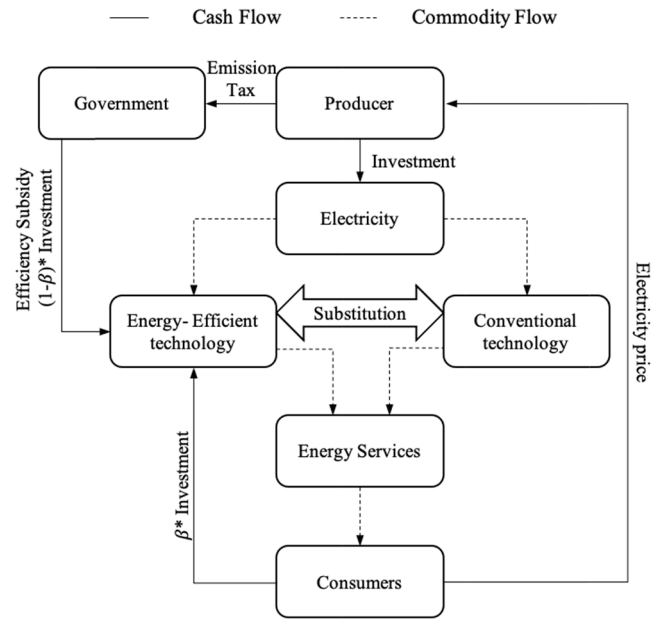 Cash Flow
Commodity Flow
Emission
Tax
Government
Producer
Investment
Efficiency Subsidy
(1-β)* Investment
Electricity
Energy- Efficient
technology
Substitution
Conventional
technology
Electricity price
Energy Services
β* Investment
Consumers